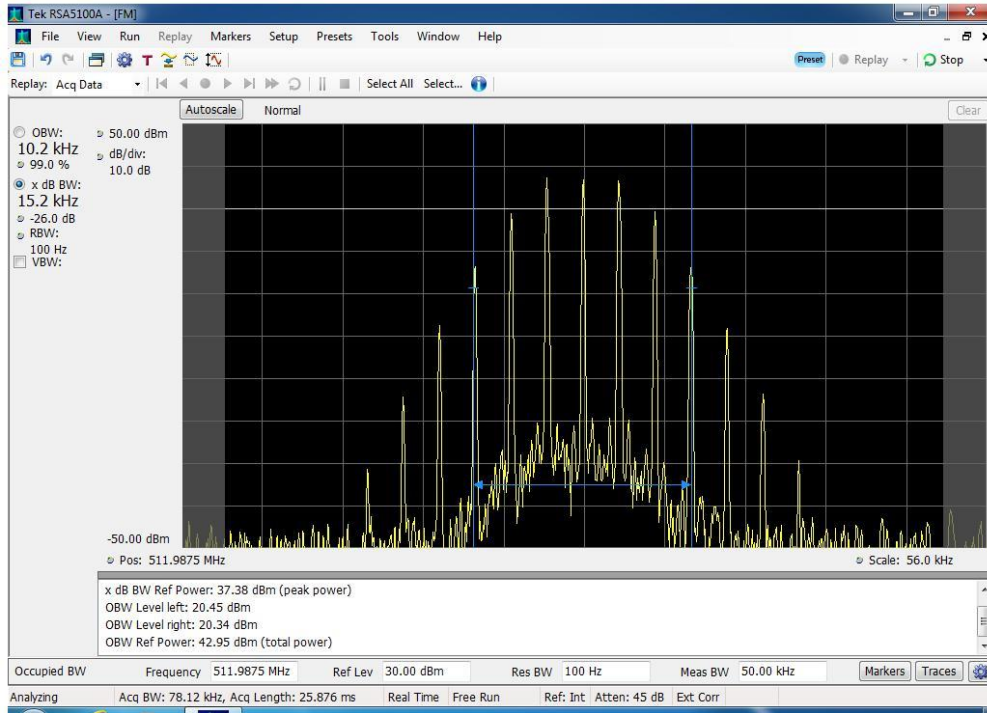 Tek RSA5100A - [FM]
File View Run Replay Markers Setup Presets Tools Window Help
T
Preset Replay Stop
Replay: Acq Data Select All Select...
Autoscale Normal Clear
OBW:
10.2 kHz
99.0 %
x dB BW:
15.2 kHz
-26.0 dB
RBW:
100 Hz
VBW:
50.00 dBm
dB/div:
10.0 dB
-50.00 dBm
Pos: 511.9875 MHz Scale: 56.0 kHz
x dB BW Ref Power: 37.38 dBm (peak power)
OBW Level left: 20.45 dBm
OBW Level right: 20.34 dBm
OBW Ref Power: 42.95 dBm (total power)
Occupied BW Frequency 511.9875 MHz Ref Lev 30.00 dBm Res BW 100 Hz Meas BW 50.00 kHz Markers Traces
Analyzing Acq BW: 78.12 kHz, Acq Length: 25.876 ms Real Time Free Run Ref: Int Atten: 45 dB Ext Corr